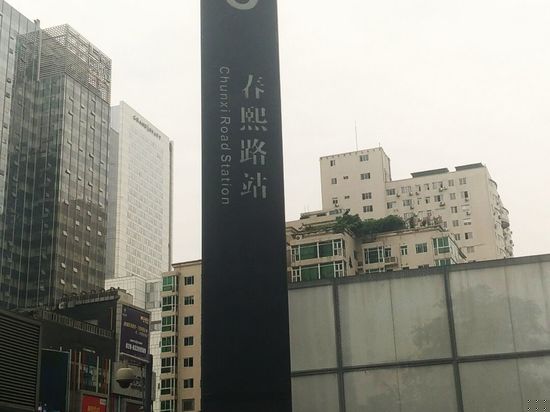 春熙路站
Chunxi Road Station